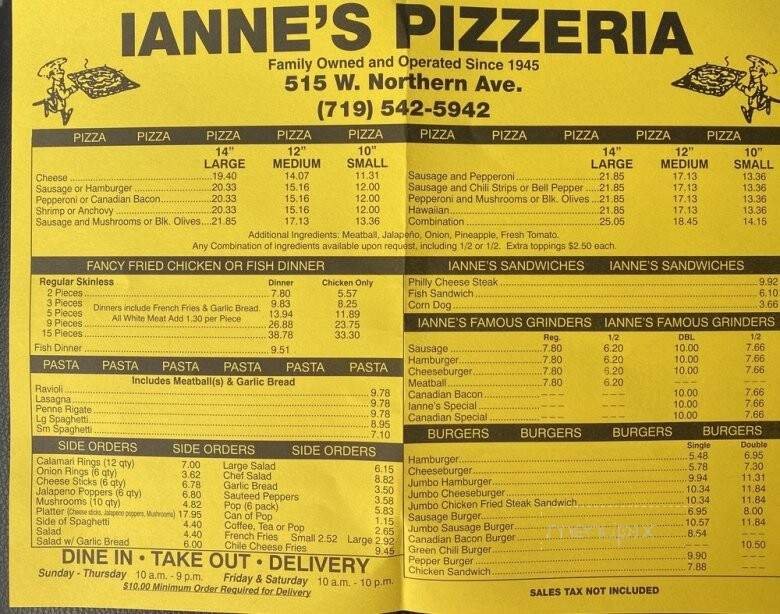 IANNE'S PIZZERIA
Family Owned and Operated Since 1945
515 W. Northern Ave.
(719) 542-5942
PIZZA PIZZA PIZZA PIZZA PIZZA
14" 12" 10"
LARGE MEDIUM SMALL
Cheese 19.40 14.07 11.31
Sausage or Hamburger 20.33 15.16 12.00
Pepperoni or Canadian Bacon 20.33 15.16 12.00
Shrimp or Anchovy 20.33 15.16 12.00
Sausage and Mushrooms or Blk. Olives 21.85 17.13 13.36
PIZZA PIZZA PIZZA PIZZA PIZZA
14" 12" 10"
LARGE MEDIUM SMALL
Sausage and Pepperoni 21.85 17.13 13.36
Sausage and Chili Strips or Bell Pepper 21.85 17.13 13.36
Pepperoni and Mushrooms or Blk. Olives 21.85 17.13 13.36
Hawaiian 21.85 17.13 13.36
Combination 25.05 18.45 14.15
Additional Ingredients: Meatball, Jalapeño, Onion, Pineapple, Fresh Tomato.
Any Combination of ingredients available upon request, including 1/2 or 1/2. Extra toppings $2.50 each.
FANCY FRIED CHICKEN OR FISH DINNER
Regular Skinless Dinner Chicken Only
2 Pieces 7.80 5.57
3 Pieces 9.83 8.25
5 Pieces 13.94 11.89
9 Pieces 26.88 23.75
15 Pieces 38.78 33.30
Dinners include French Fries & Garlic Bread.
All White Meat Add 1.30 per Piece
Fish Dinner 9.51
PASTA PASTA PASTA PASTA PASTA PASTA
Includes Meatball(s) & Garlic Bread
Ravioli 9.78
Lasagna 9.78
Penne Rigate 9.78
Lg Spaghetti 8.95
Sm Spaghetti 7.10
SIDE ORDERS SIDE ORDERS SIDE ORDERS
Calamari Rings (12 qty) 7.00
Onion Rings (6 qty) 3.62
Cheese Sticks (6 qty) 6.78
Jalapeno Poppers (6 qty) 6.80
Mushrooms (10 qty) 4.82
Platter (Cheese sticks, Jalapeno poppers, Mushrooms) 17.95
Side of Spaghetti 4.40
Salad 4.40
Salad w/ Garlic Bread 6.00
Large Salad 6.15
Chef Salad 8.82
Garlic Bread 3.50
Sauteed Peppers 3.58
Pop (6 pack) 5.83
Can of Pop 1.15
Coffee, Tea or Pop 2.65
French Fries Small 2.52 Large 2.92
Chile Cheese Fries 9.45
IANNE'S SANDWICHES IANNE'S SANDWICHES
Philly Cheese Steak 9.92
Fish Sandwich 6.10
Corn Dog 3.66
IANNE'S FAMOUS GRINDERS IANNE'S FAMOUS GRINDERS
Reg. 1/2 DBL 1/2
Sausage 7.80 6.20 10.00 7.66
Hamburger 7.80 6.20 10.00 7.66
Cheeseburger 7.80 6.20 10.00 7.66
Meatball 7.80 6.20 --- ---
Canadian Bacon --- --- 10.00 7.66
Ianne's Special --- --- 10.00 7.66
Canadian Special --- --- 10.00 7.66
BURGERS BURGERS BURGERS BURGERS
Single Double
Hamburger 5.48 6.95
Cheeseburger 5.78 7.30
Jumbo Hamburger 9.94 11.31
Jumbo Cheeseburger 10.34 11.84
Jumbo Chicken Fried Steak Sandwich 10.34 11.84
Sausage Burger 6.95 8.00
Jumbo Sausage Burger 10.57 11.84
Canadian Bacon Burger 8.54 ---
Green Chili Burger 10.50
Pepper Burger 9.90 ---
Chicken Sandwich 7.88 ---
DINE IN • TAKE OUT • DELIVERY
Sunday - Thursday 10 a.m. - 9 p.m. Friday & Saturday 10 a.m. - 10 p.m.
$10.00 Minimum Order Required for Delivery
SALES TAX NOT INCLUDED